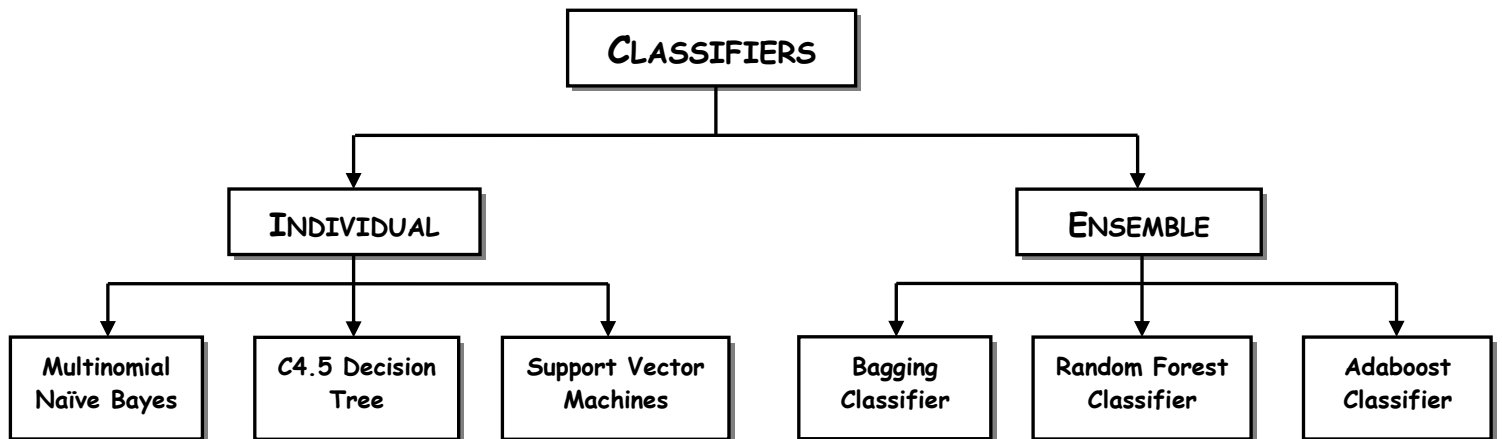 CLASSIFIERS
INDIVIDUAL
ENSEMBLE
Multinomial
Naïve Bayes
C4.5 Decision
Tree
Support Vector
Machines
Bagging
Classifier
Random Forest
Classifier
Adaboost
Classifier